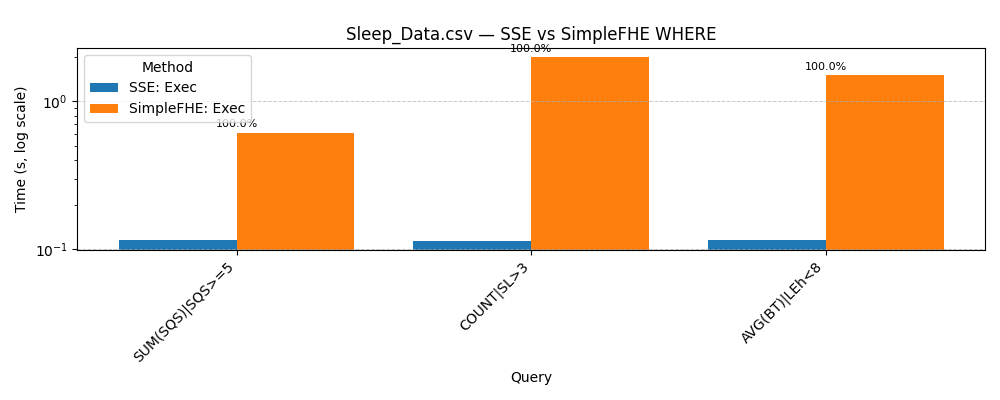 Sleep_Data.csv — SSE vs SimpleFHE WHERE
100.0%
100.0%
100.0%
Method
SSE: Exec
SimpleFHE: Exec
Time (s, log scale)
10⁰
10⁻¹
SUM(SQS)|SQS>=5
COUNT|SL>3
AVG(BT)|LEh<8
Query